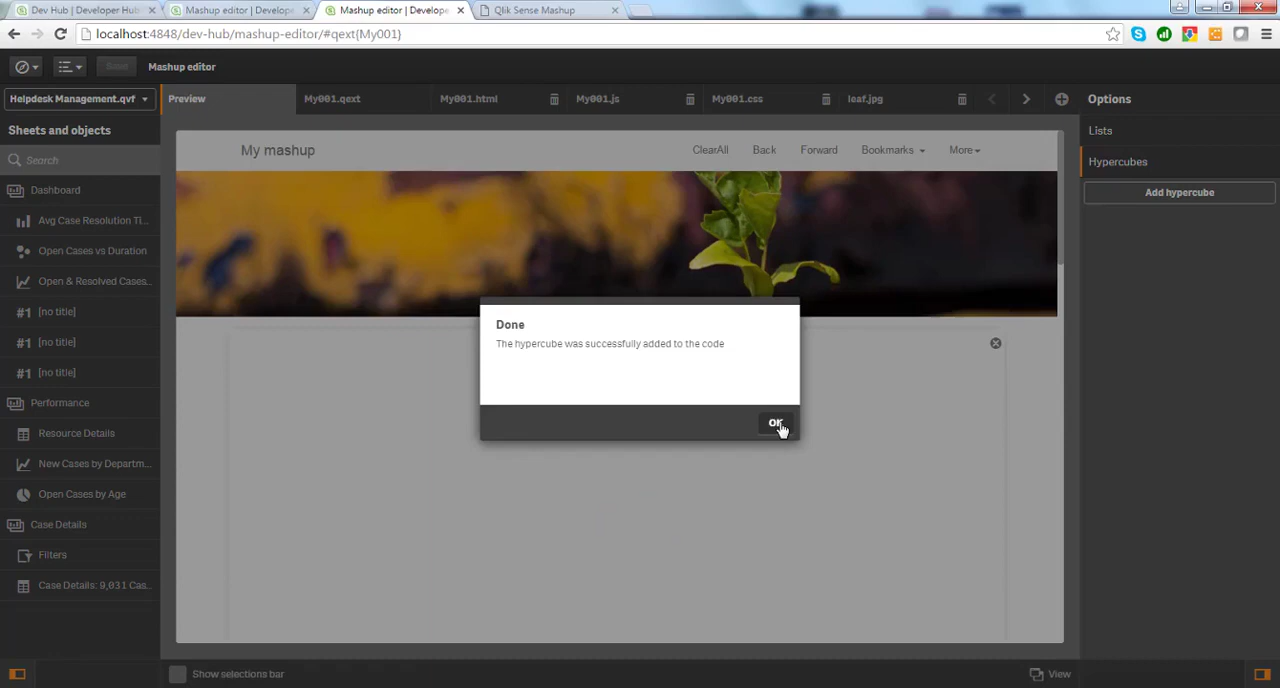 Dev Hub | Developer Hub
Mashup editor | Develope
Mashup editor | Develope
Qlik Sense Mashup
localhost:4848/dev-hub/mashup-editor/#qext{My001}
Save
Mashup editor
Helpdesk Management.qvf
Preview
My001.qext
My001.html
My001.js
My001.css
leaf.jpg
Options
Sheets and objects
Search
Dashboard
Avg Case Resolution Ti...
Open Cases vs Duration
Open & Resolved Cases...
#1 [no title]
#1 [no title]
#1 [no title]
Performance
Resource Details
New Cases by Departm...
Open Cases by Age
Case Details
Filters
Case Details: 9,031 Cas...
My mashup
ClearAll
Back
Forward
Bookmarks
More
Done
The hypercube was successfully added to the code
OK
Lists
Hypercubes
Add hypercube
Show selections bar
View